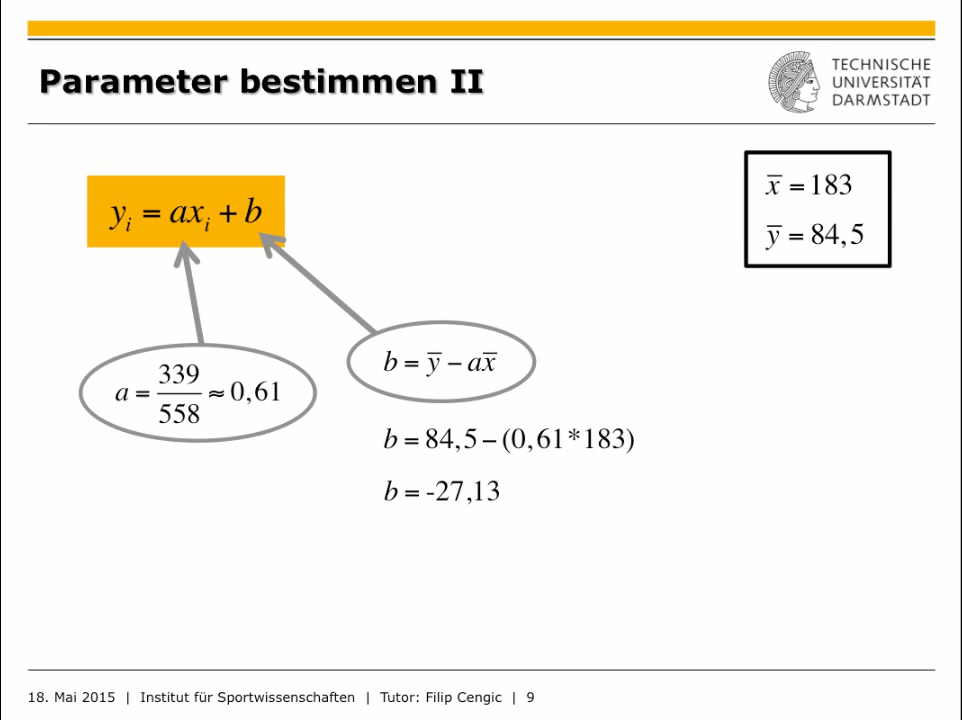 Parameter bestimmen II
TECHNISCHE
UNIVERSITÄT
DARMSTADT
x̅ = 183
y̅ = 84,5
yᵢ = axᵢ + b
a = 339/558 ≈ 0,61
b = y̅ − ax̅
b = 84,5 − (0,61*183)
b = -27,13
18. Mai 2015 | Institut für Sportwissenschaften | Tutor: Filip Cengic | 9